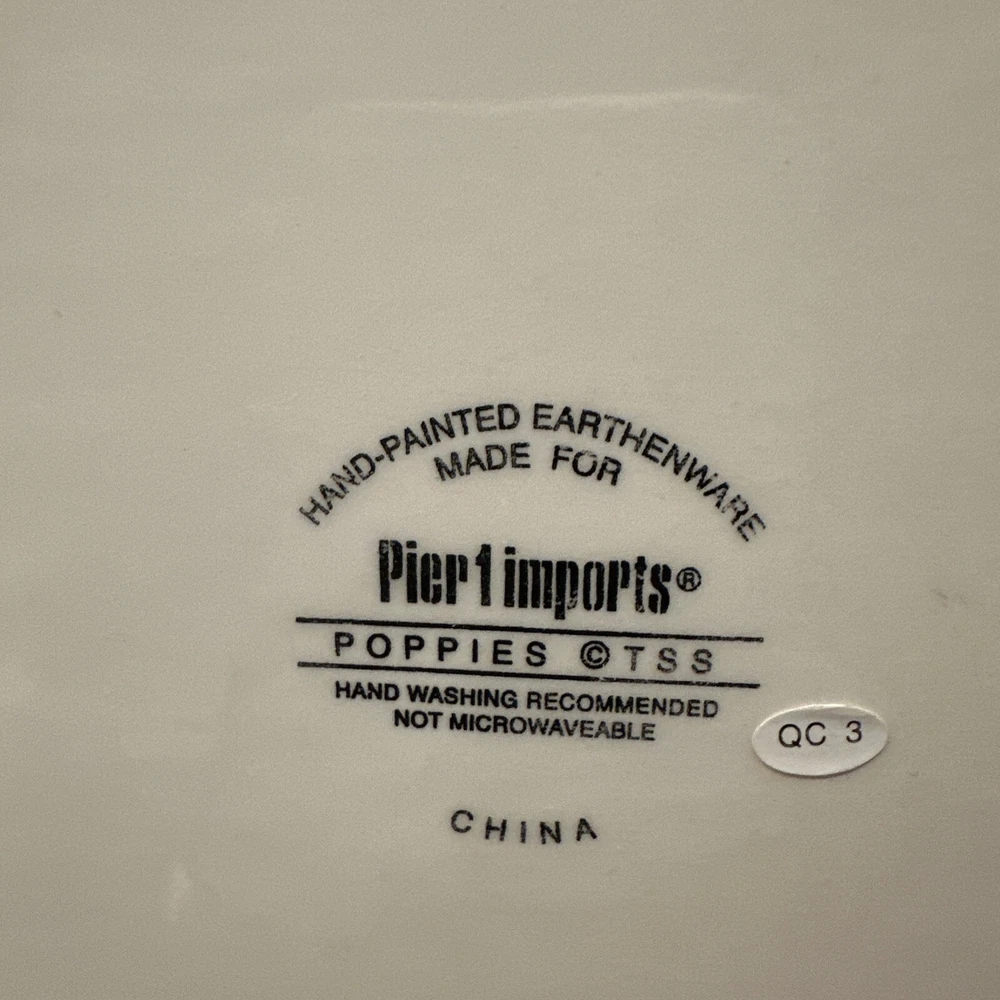 HAND-PAINTED EARTHENWARE
MADE FOR
Pier 1 imports®
POPPIES © TSS
HAND WASHING RECOMMENDED
NOT MICROWAVEABLE
QC 3
CHINA